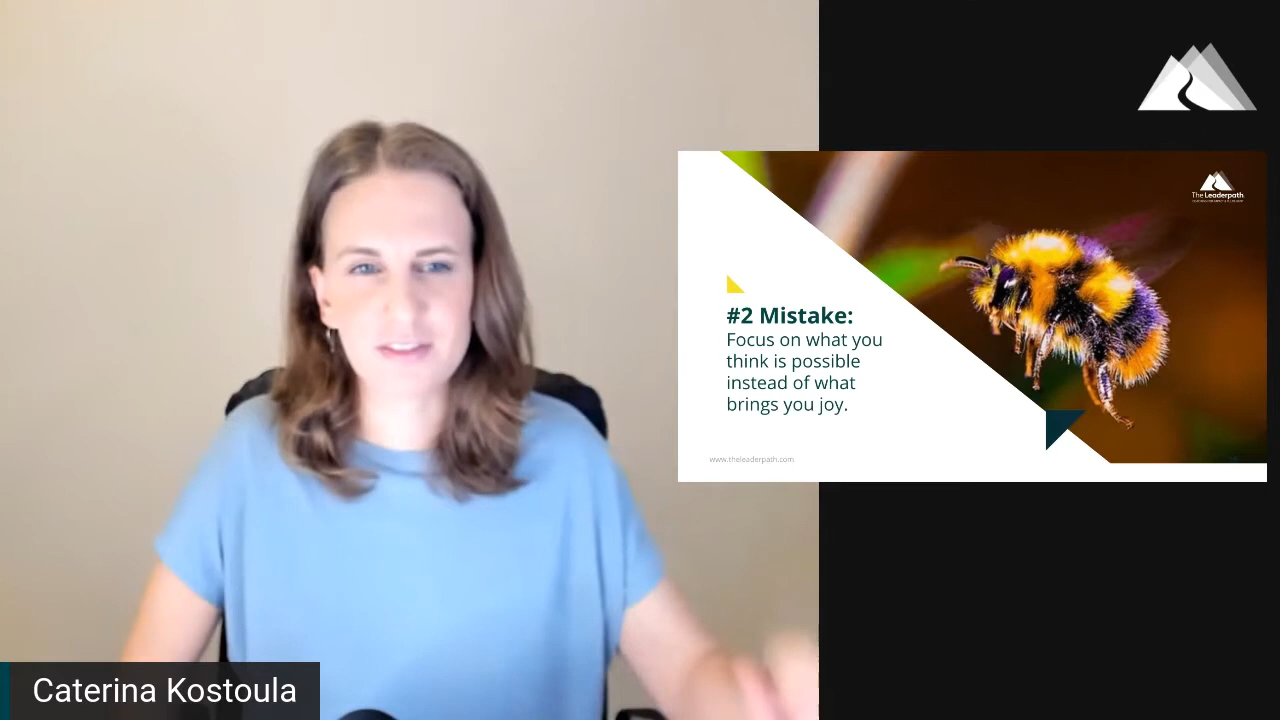 The Leaderpath
#2 Mistake:
Focus on what you
think is possible
instead of what
brings you joy.
www.theleaderpath.com
Caterina Kostoula